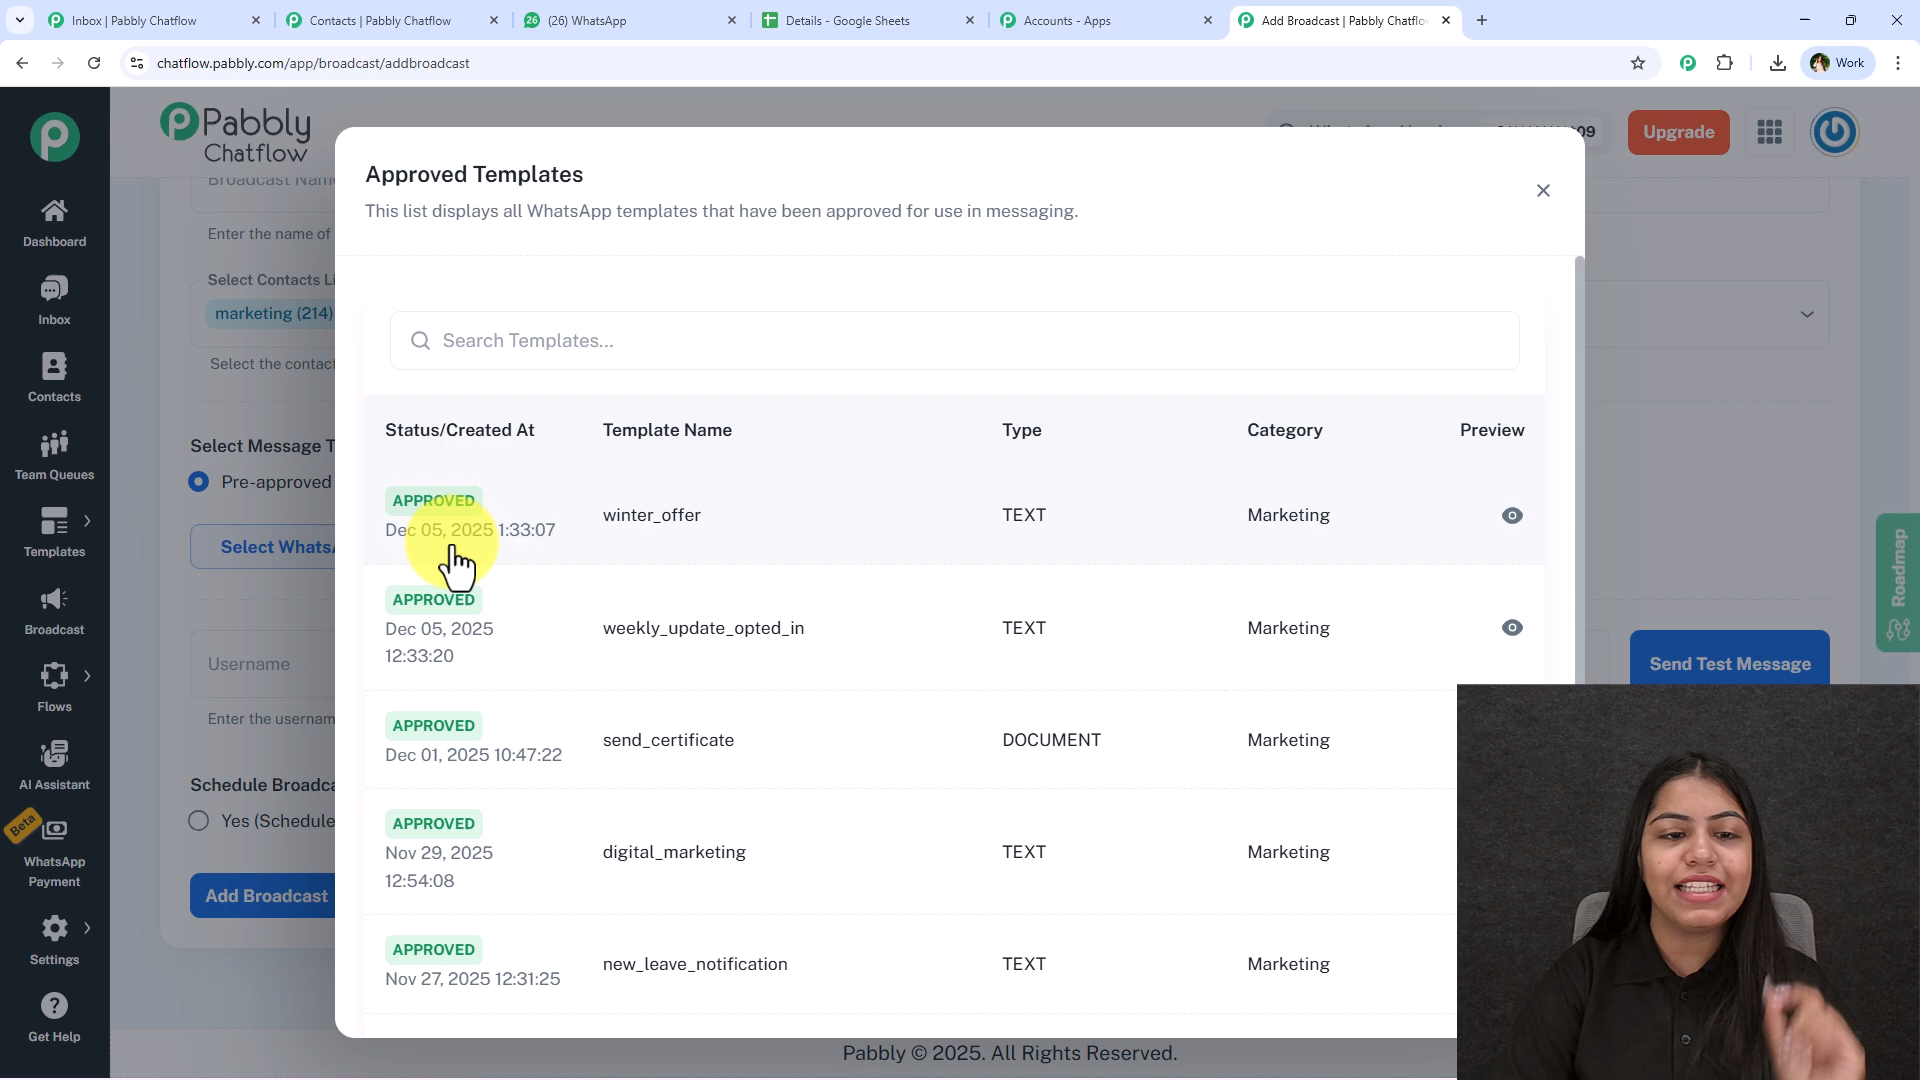 Inbox | Pabbly Chatflow
Contacts | Pabbly Chatflow
26 (26) WhatsApp
Details - Google Sheets
Accounts - Apps
Add Broadcast | Pabbly Chatflo
chatflow.pabbly.com/app/broadcast/addbroadcast
Work
Pabbly
Chatflow
Upgrade
Dashboard
Inbox
Contacts
Team Queues
Templates
Broadcast
Flows
AI Assistant
Beta
WhatsApp
Payment
Settings
Get Help
Broadcast Nam
Enter the name of
Select Contacts Li
marketing (214)
Select the contac
Select Message T
Pre-approved
Select Whats
Username
Enter the usernam
Schedule Broadca
Yes (Schedule
Add Broadcast
Approved Templates
This list displays all WhatsApp templates that have been approved for use in messaging.
Search Templates...
Status/Created At Template Name Type Category Preview
APPROVED
Dec 05, 2025 1:33:07 winter_offer TEXT Marketing
APPROVED
Dec 05, 2025
12:33:20
weekly_update_opted_in TEXT Marketing
APPROVED
Dec 01, 2025 10:47:22 send_certificate DOCUMENT Marketing
APPROVED
Nov 29, 2025
12:54:08
digital_marketing TEXT Marketing
APPROVED
Nov 27, 2025 12:31:25 new_leave_notification TEXT Marketing
Roadmap
Send Test Message
Pabbly © 2025. All Rights Reserved.